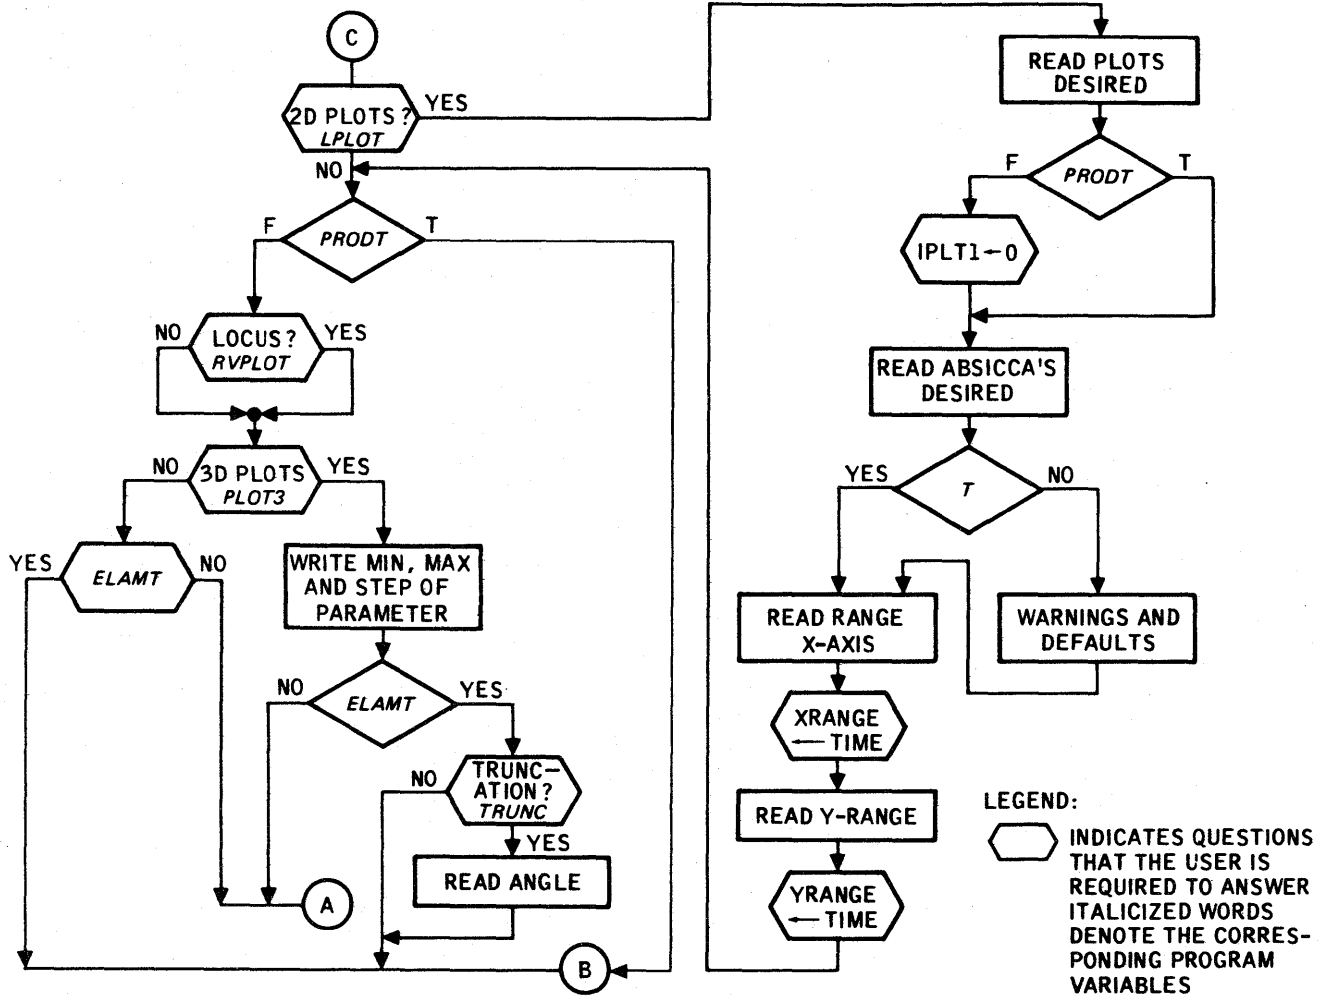 C
2D PLOTS?
LPLOT
YES
NO
PRODT
F
T
LOCUS?
RVPLOT
NO
YES
3D PLOTS
PLOT3
NO
YES
ELAMT
YES
NO
WRITE MIN, MAX
AND STEP OF
PARAMETER
ELAMT
NO
YES
TRUNC-
ATION?
TRUNC
NO
YES
READ ANGLE
A
B
READ PLOTS
DESIRED
PRODT
F
T
IPLT1←0
READ ABSICCA'S
DESIRED
T
YES
NO
READ RANGE
X-AXIS
WARNINGS AND
DEFAULTS
XRANGE
← TIME
READ Y-RANGE
YRANGE
← TIME
LEGEND:
INDICATES QUESTIONS
THAT THE USER IS
REQUIRED TO ANSWER
ITALICIZED WORDS
DENOTE THE CORRES-
PONDING PROGRAM
VARIABLES